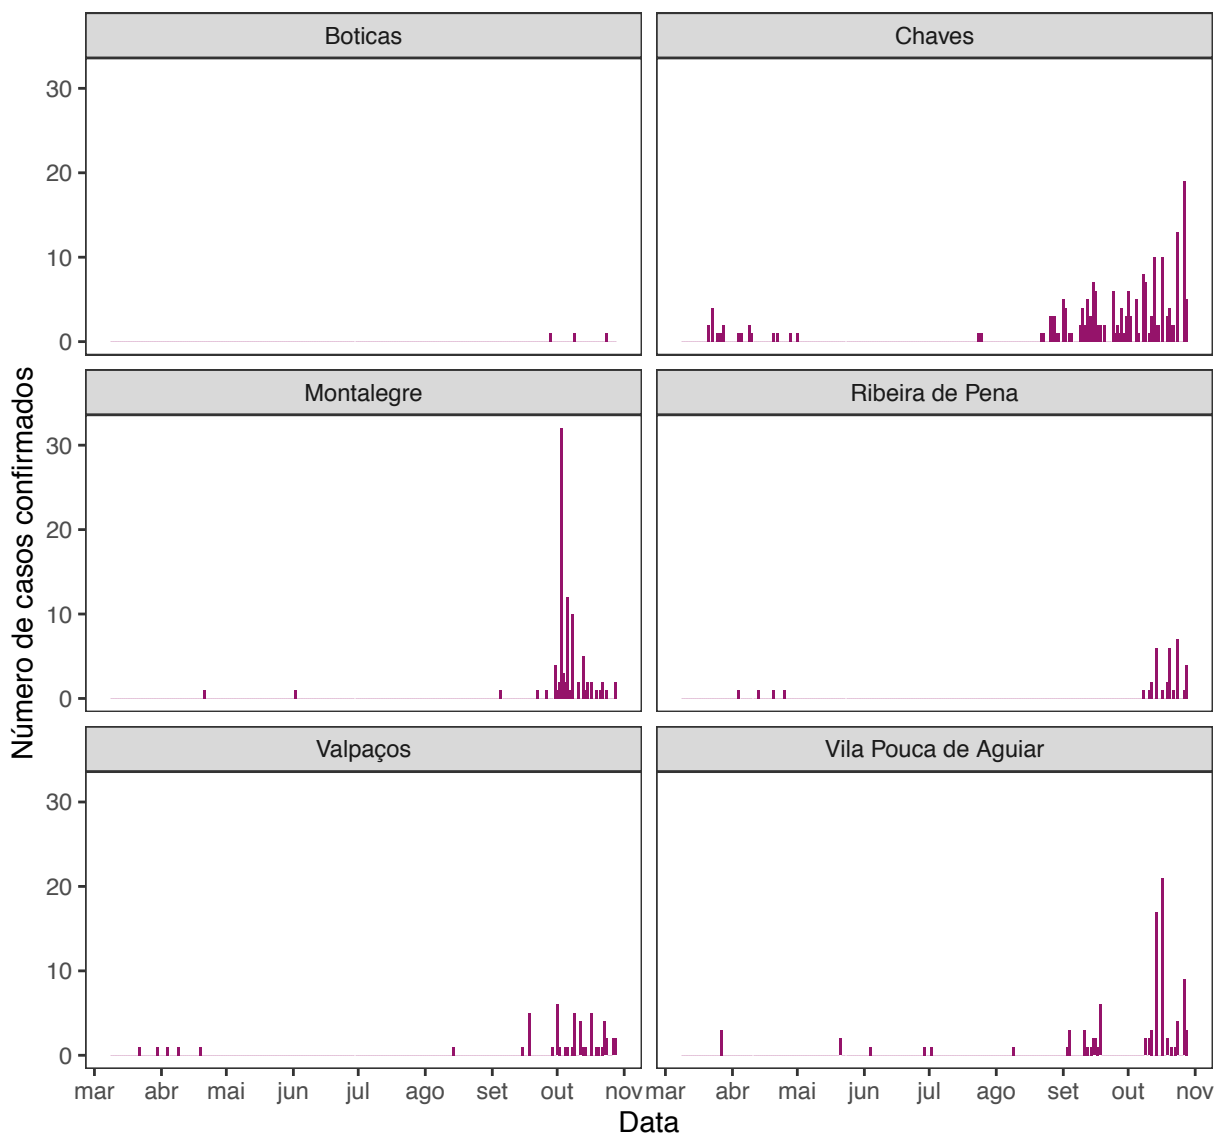 Boticas
Chaves
30
20
10
0
Montalegre
Ribeira de Pena
30
20
10
0
Valpaços
Vila Pouca de Aguiar
30
20
10
0
mar abr mai jun jul ago set out nov
mar abr mai jun jul ago set out nov
Data
Número de casos confirmados